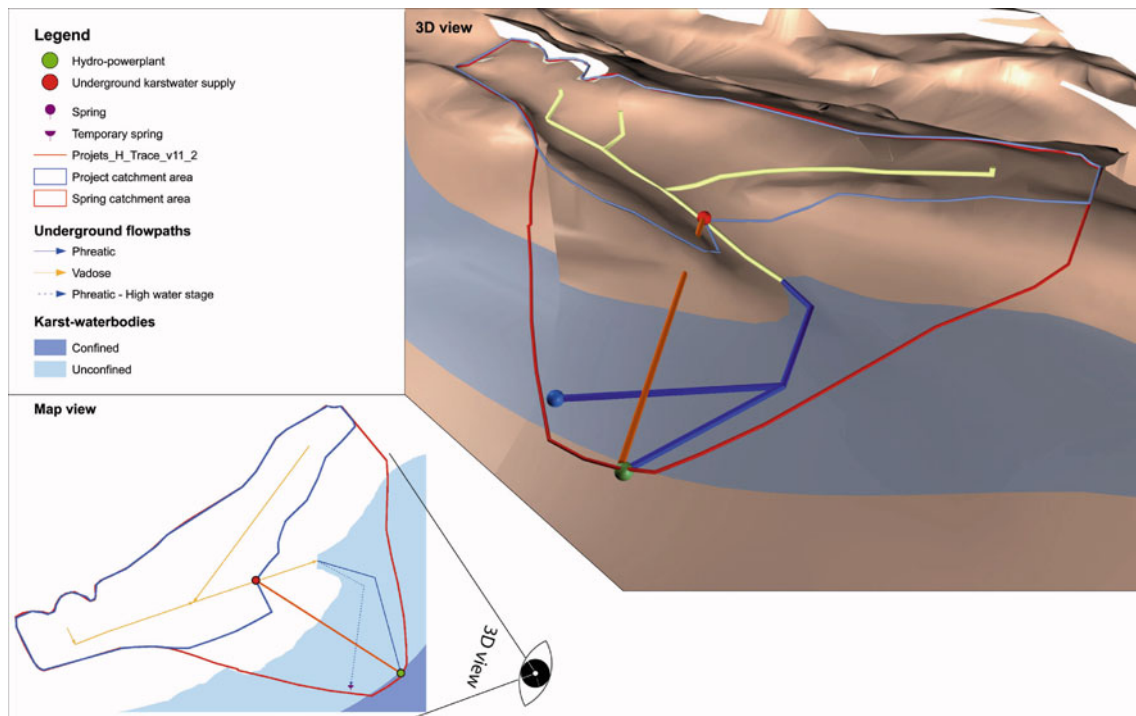 Legend
Hydro-powerplant
Underground karstwater supply
Spring
Temporary spring
Projets_H_Trace_v11_2
Project catchment area
Spring catchment area
Underground flowpaths
Phreatic
Vadose
Phreatic - High water stage
Karst-waterbodies
Confined
Unconfined
3D view
Map view
3D view